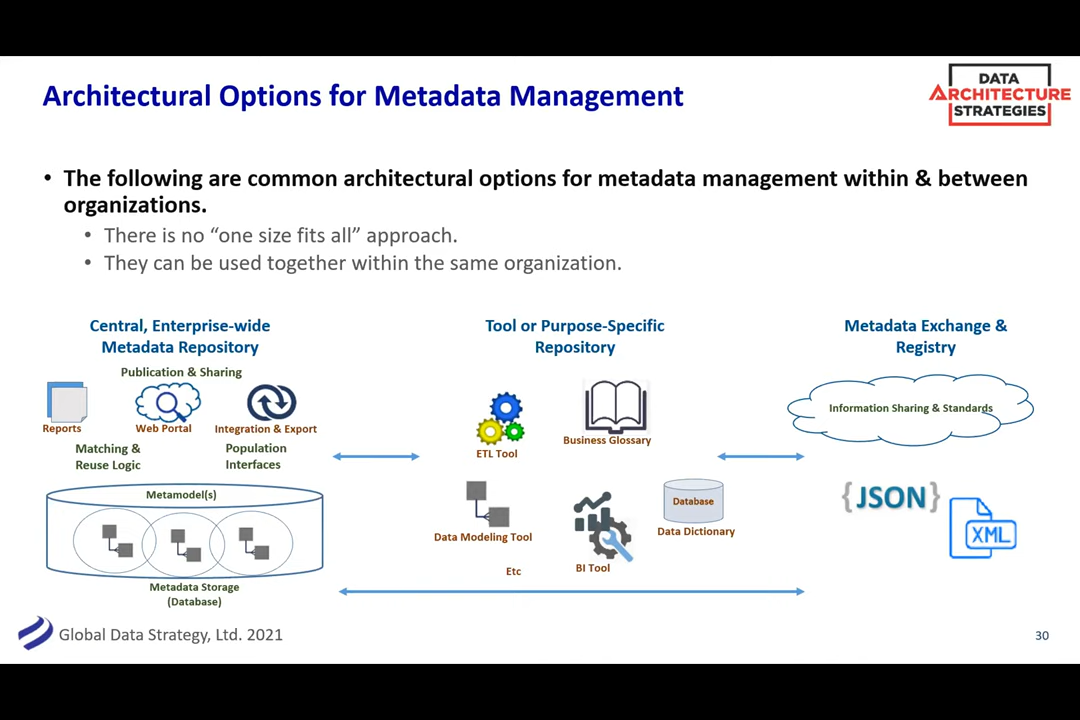 Architectural Options for Metadata Management
DATA
ARCHITECTURE
STRATEGIES
• The following are common architectural options for metadata management within & between
organizations.
• There is no “one size fits all” approach.
• They can be used together within the same organization.
Central, Enterprise-wide
Metadata Repository
Publication & Sharing
Reports
Web Portal
Integration & Export
Matching &
Reuse Logic
Population
Interfaces
Metamodel(s)
Metadata Storage
(Database)
Tool or Purpose-Specific
Repository
ETL Tool
Business Glossary
Data Modeling Tool
BI Tool
Database
Data Dictionary
Etc
Metadata Exchange &
Registry
Information Sharing & Standards
{JSON}
XML
Global Data Strategy, Ltd. 2021
30